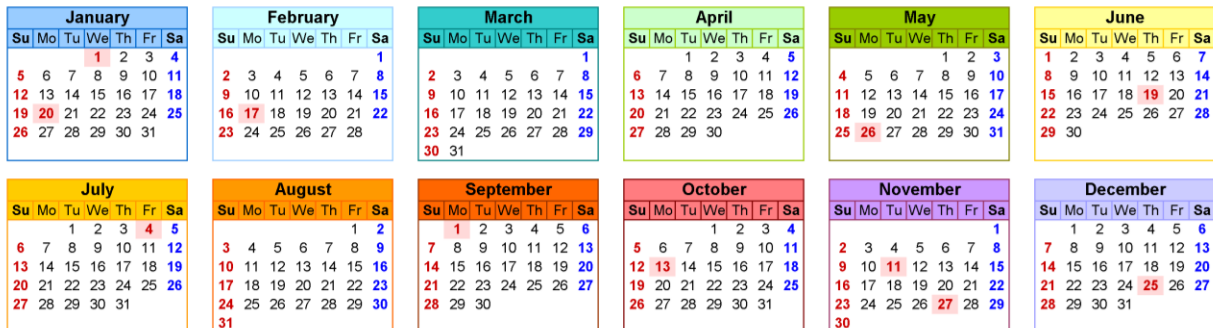 January February March April May June
Su Mo Tu We Th Fr Sa Su Mo Tu We Th Fr Sa Su Mo Tu We Th Fr Sa Su Mo Tu We Th Fr Sa Su Mo Tu We Th Fr Sa Su Mo Tu We Th Fr Sa
1 2 3 4 1 1 1 2 3 4 5 1 2 3 1 2 3 4 5 6 7
5 6 7 8 9 10 11 2 3 4 5 6 7 8 2 3 4 5 6 7 8 6 7 8 9 10 11 12 4 5 6 7 8 9 10 8 9 10 11 12 13 14
12 13 14 15 16 17 18 9 10 11 12 13 14 15 9 10 11 12 13 14 15 13 14 15 16 17 18 19 11 12 13 14 15 16 17 15 16 17 18 19 20 21
19 20 21 22 23 24 25 16 17 18 19 20 21 22 16 17 18 19 20 21 22 20 21 22 23 24 25 26 18 19 20 21 22 23 24 22 23 24 25 26 27 28
26 27 28 29 30 31 23 24 25 26 27 28 23 24 25 26 27 28 29 27 28 29 30 25 26 27 28 29 30 31 29 30
30 31
July August September October November December
Su Mo Tu We Th Fr Sa Su Mo Tu We Th Fr Sa Su Mo Tu We Th Fr Sa Su Mo Tu We Th Fr Sa Su Mo Tu We Th Fr Sa Su Mo Tu We Th Fr Sa
1 2 3 4 5 1 2 1 2 3 4 5 6 1 2 3 4 1 1 2 3 4 5 6
6 7 8 9 10 11 12 3 4 5 6 7 8 9 7 8 9 10 11 12 13 5 6 7 8 9 10 11 2 3 4 5 6 7 8 7 8 9 10 11 12 13
13 14 15 16 17 18 19 10 11 12 13 14 15 16 14 15 16 17 18 19 20 12 13 14 15 16 17 18 9 10 11 12 13 14 15 14 15 16 17 18 19 20
20 21 22 23 24 25 26 17 18 19 20 21 22 23 21 22 23 24 25 26 27 19 20 21 22 23 24 25 16 17 18 19 20 21 22 21 22 23 24 25 26 27
27 28 29 30 31 24 25 26 27 28 29 30 28 29 30 26 27 28 29 30 31 23 24 25 26 27 28 29 28 29 30 31
31 30